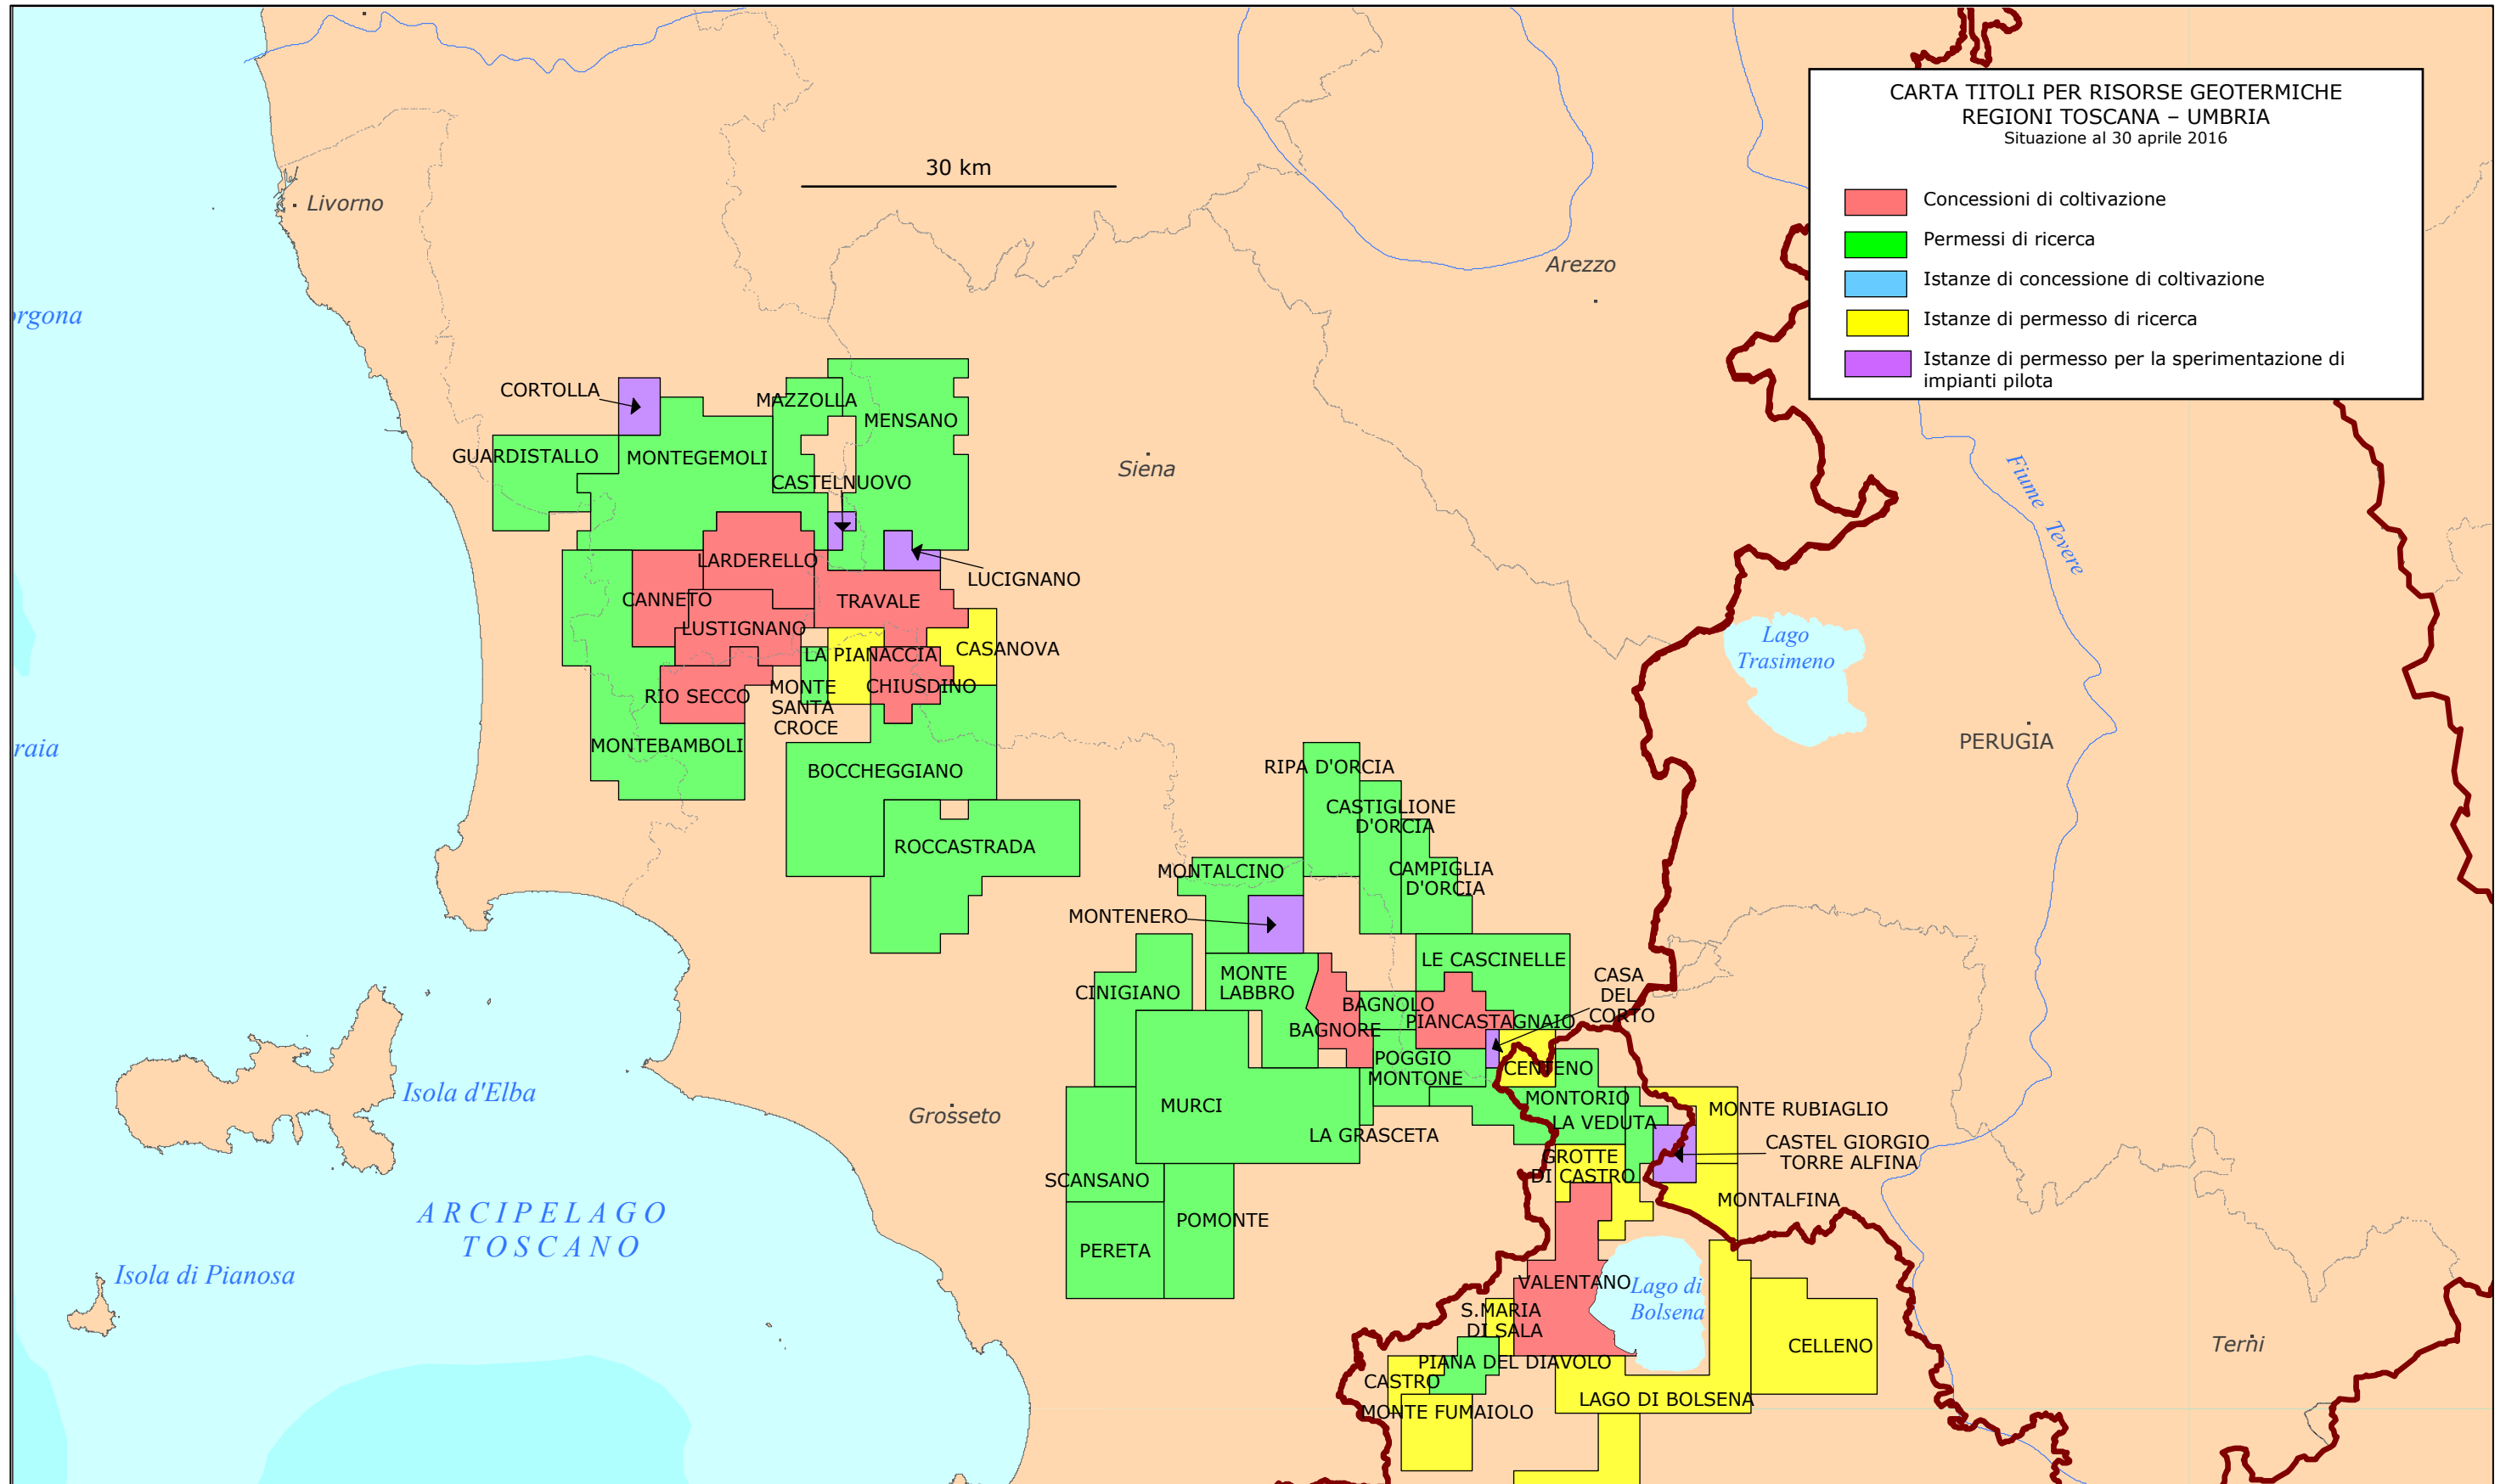 CARTA TITOLI PER RISORSE GEOTERMICHE
REGIONI TOSCANA – UMBRIA
Situazione al 30 aprile 2016
Concessioni di coltivazione
Permessi di ricerca
Istanze di concessione di coltivazione
Istanze di permesso di ricerca
Istanze di permesso per la sperimentazione di
impianti pilota
30 km
Livorno
Arezzo
orgona
Siena
Fiume Tevere
CORTOLLA
MAZZOLLA
MENSANO
GUARDISTALLO
MONTEGEMOLI
CASTELNUOVO
LARDERELLO
LUCIGNANO
CANNETO
TRAVALE
LUSTIGNANO
LA PIANACCIA
CASANOVA
RIO SECCO
MONTE
SANTA
CROCE
CHIUSDINO
MONTEBAMBOLI
BOCCHEGGIANO
ROCCASTRADA
raia
Lago
Trasimeno
PERUGIA
RIPA D'ORCIA
CASTIGLIONE
D'ORCIA
MONTALCINO
CAMPIGLIA
D'ORCIA
MONTENERO
LE CASCINELLE
CASA
DEL
CORTO
CINIGIANO
MONTE
LABBRO
BAGNOLO
BAGNORE
PIANCASTAGNAIO
POGGIO
MONTONE
CENTENO
MONTORIO
LA VEDUTA
MONTE RUBIAGLIO
MURCI
LA GRASCETA
CASTEL GIORGIO
TORRE ALFINA
GROTTE
DI CASTRO
SCANSANO
MONTALFINA
POMONTE
PERETA
Isola d'Elba
Grosseto
ARCIPELAGO
TOSCANO
Isola di Pianosa
VALENTANO
Lago di
Bolsena
S.MARIA
DI SALA
CELLENO
Terni
PIANA DEL DIAVOLO
CASTRO
LAGO DI BOLSENA
MONTE FUMAIOLO